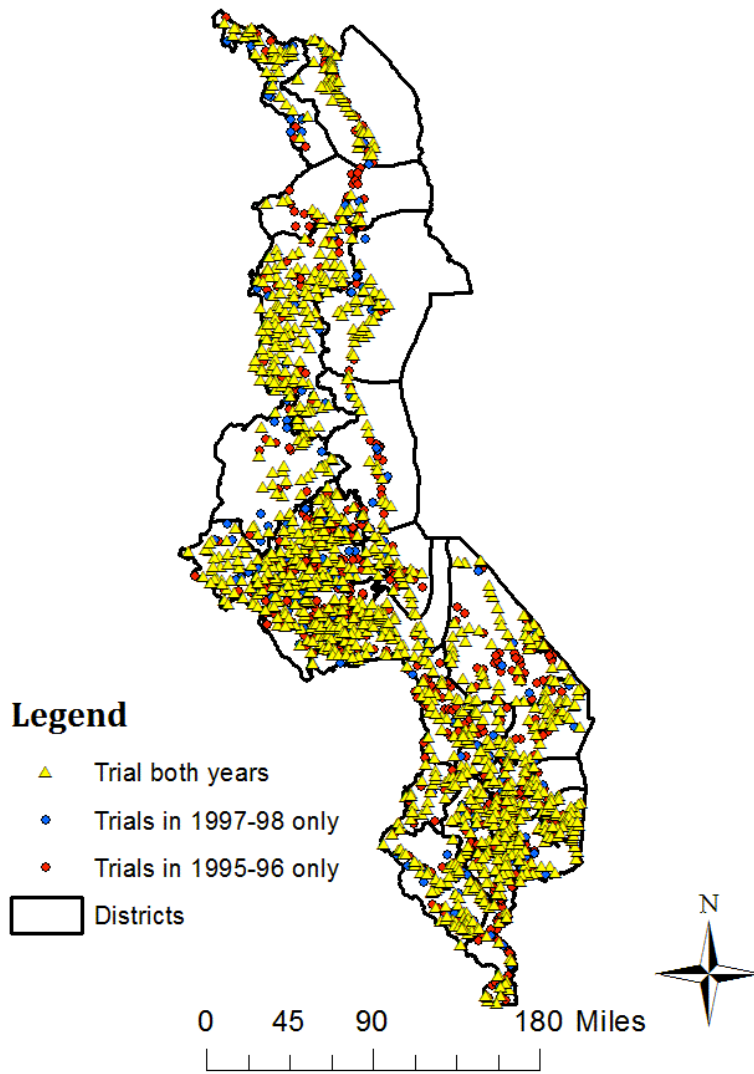 Legend
Trial both years
Trials in 1997-98 only
Trials in 1995-96 only
Districts
N
0 45 90 180 Miles